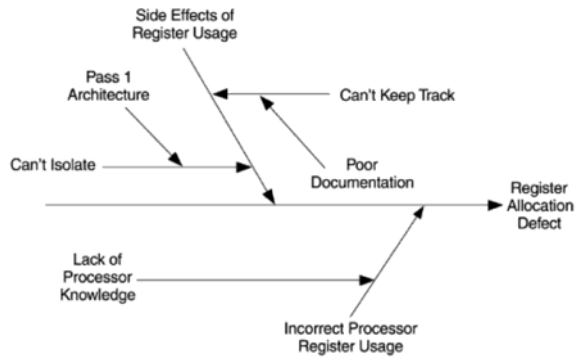 Side Effects of
Register Usage
Pass 1
Architecture
Can't Keep Track
Can't Isolate
Poor
Documentation
Register
Allocation
Defect
Lack of
Processor
Knowledge
Incorrect Processor
Register Usage